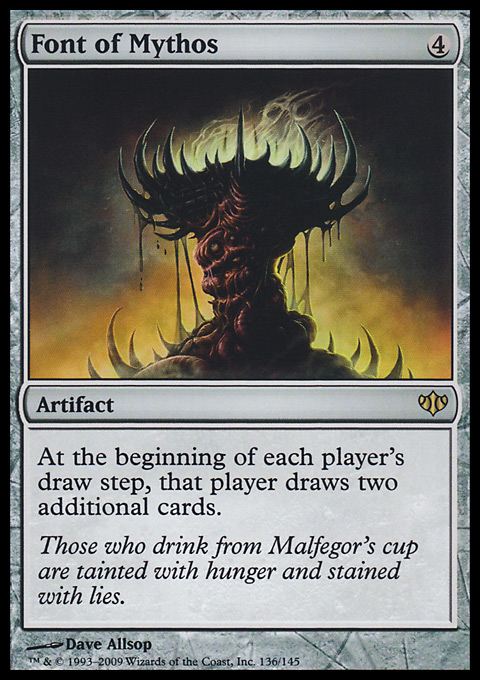 Font of Mythos 4
Artifact
At the beginning of each player's
draw step, that player draws two
additional cards.
Those who drink from Malfegor's cup
are tainted with hunger and stained
with lies.
Dave Allsop
™ & © 1993–2009 Wizards of the Coast, Inc. 136/145